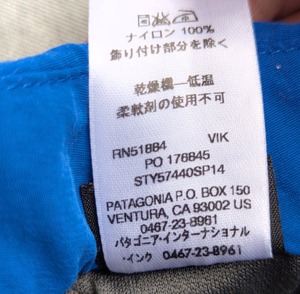 ナイロン 100%
飾り付け部分を除く
乾燥機—低温
柔軟剤の使用不可
RN51884 VIK
PO 176845
STY57440SP14
PATAGONIA P.O. BOX 150
VENTURA, CA 93002 US
0467-23-8961
パタゴニア・インターナショナル
・インク 0467-23-8961